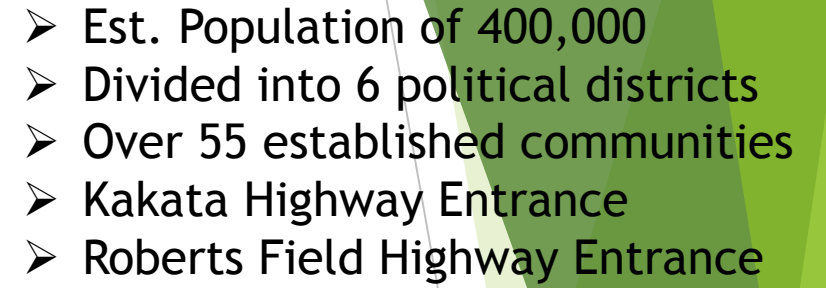 ➢ Est. Population of 400,000
➢ Divided into 6 political districts
➢ Over 55 established communities
➢ Kakata Highway Entrance
➢ Roberts Field Highway Entrance